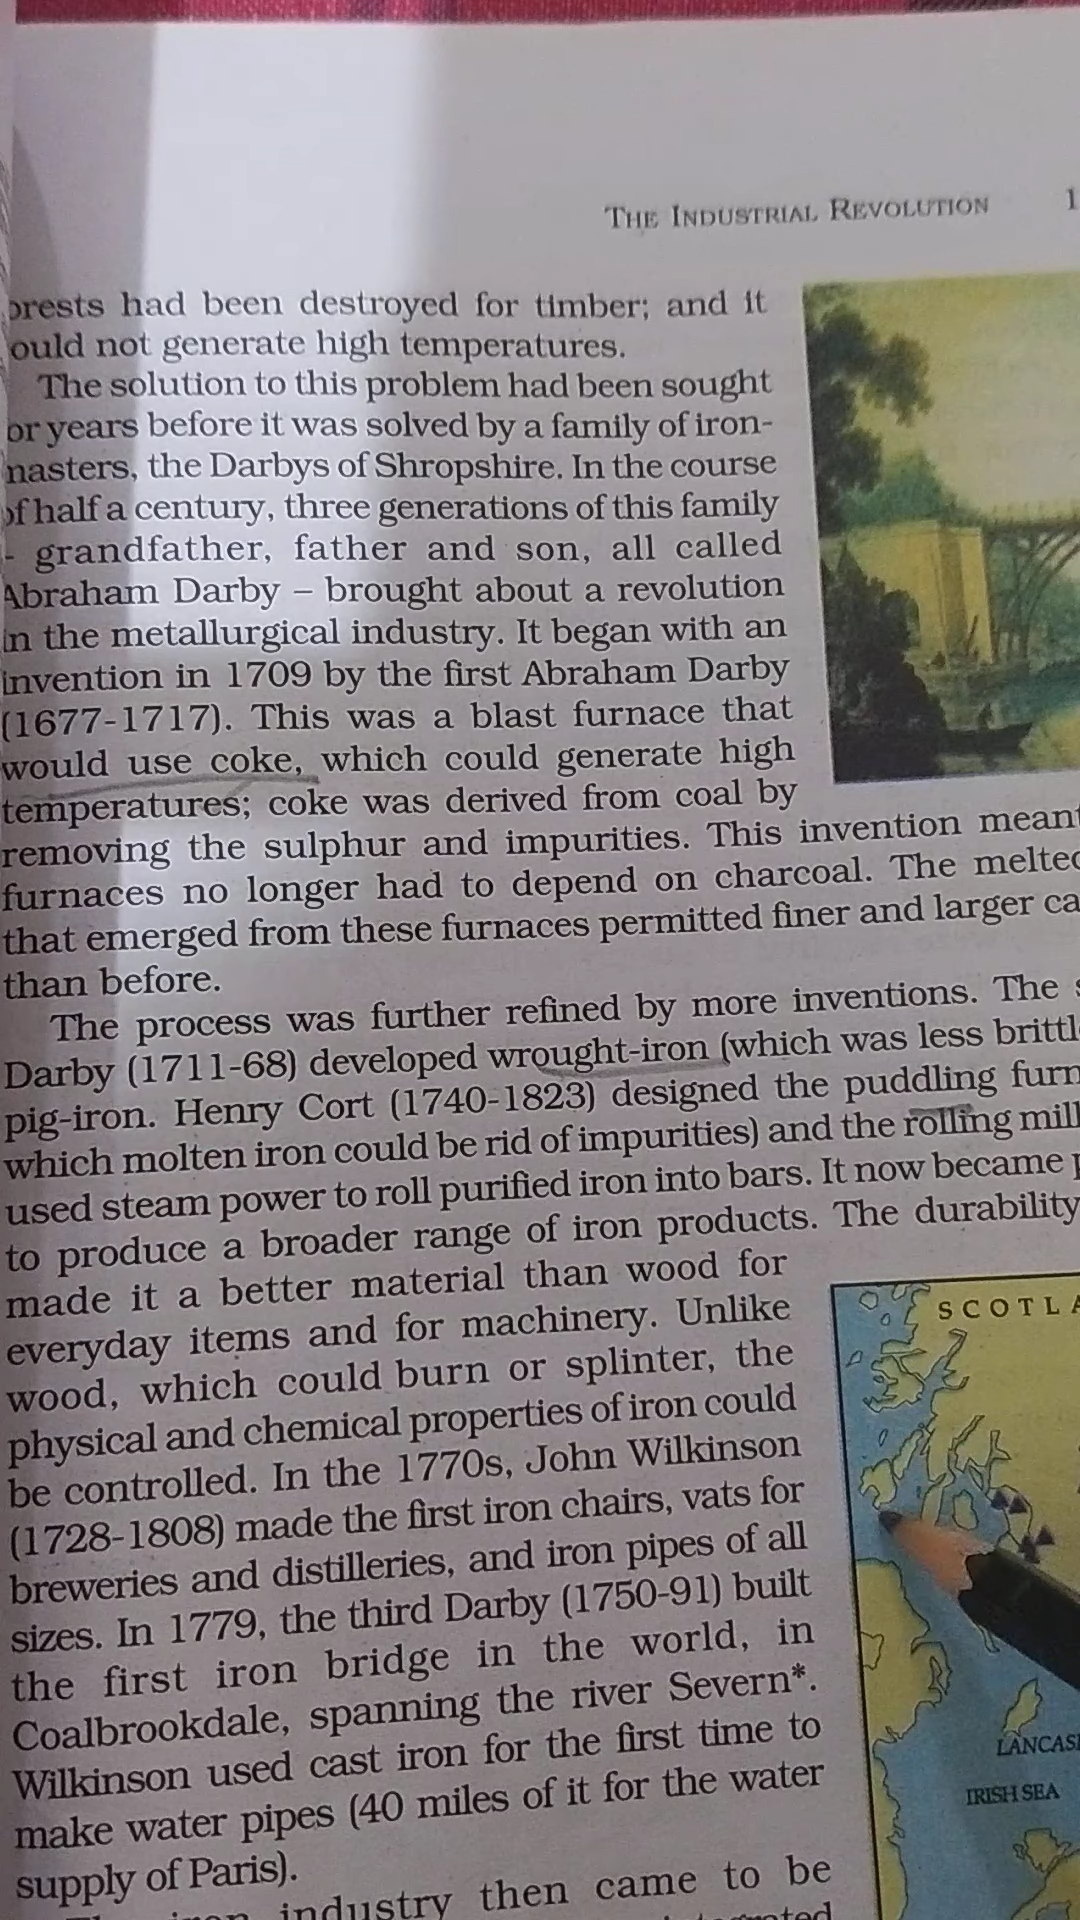 THE INDUSTRIAL REVOLUTION
had been destroyed for timber; and it
not generate high temperatures.
The solution to this problem had been sought
years before it was solved by a family of iron-
the Darbys of Shropshire. In the course
of half a century, three generations of this family
- grandfather, father and son, all called
Abraham Darby – brought about a revolution
in the metallurgical industry. It began with an
invention in 1709 by the first Abraham Darby
(1677-1717). This was a blast furnace that
would use coke, which could generate high
temperatures; coke was derived from coal by
removing the sulphur and impurities. This invention meant
furnaces no longer had to depend on charcoal. The
that emerged from these furnaces permitted finer and larger
than before.
The process was further refined by more inventions. The
Darby (1711-68) developed wrought-iron (which was less
pig-iron. Henry Cort (1740-1823) designed the puddling
which molten iron could be rid of impurities) and the rolling mill
used steam power to roll purified iron into bars. It now became
to produce a broader range of iron products. The durability
made it a better material than wood for
everyday items and for machinery. Unlike
wood, which could burn or splinter, the
physical and chemical properties of iron could
be controlled. In the 1770s, John Wilkinson
(1728-1808) made the first iron chairs, vats for
breweries and distilleries, and iron pipes of all
sizes. In 1779, the third Darby (1750-91) built
the first iron bridge in the world, in
Coalbrookdale, spanning the river Severn*.
Wilkinson used cast iron for the first time to
make water pipes (40 miles of it for the water
supply of Paris).
industry then came to be
SCOTLA
LANCAS
IRISH SEA